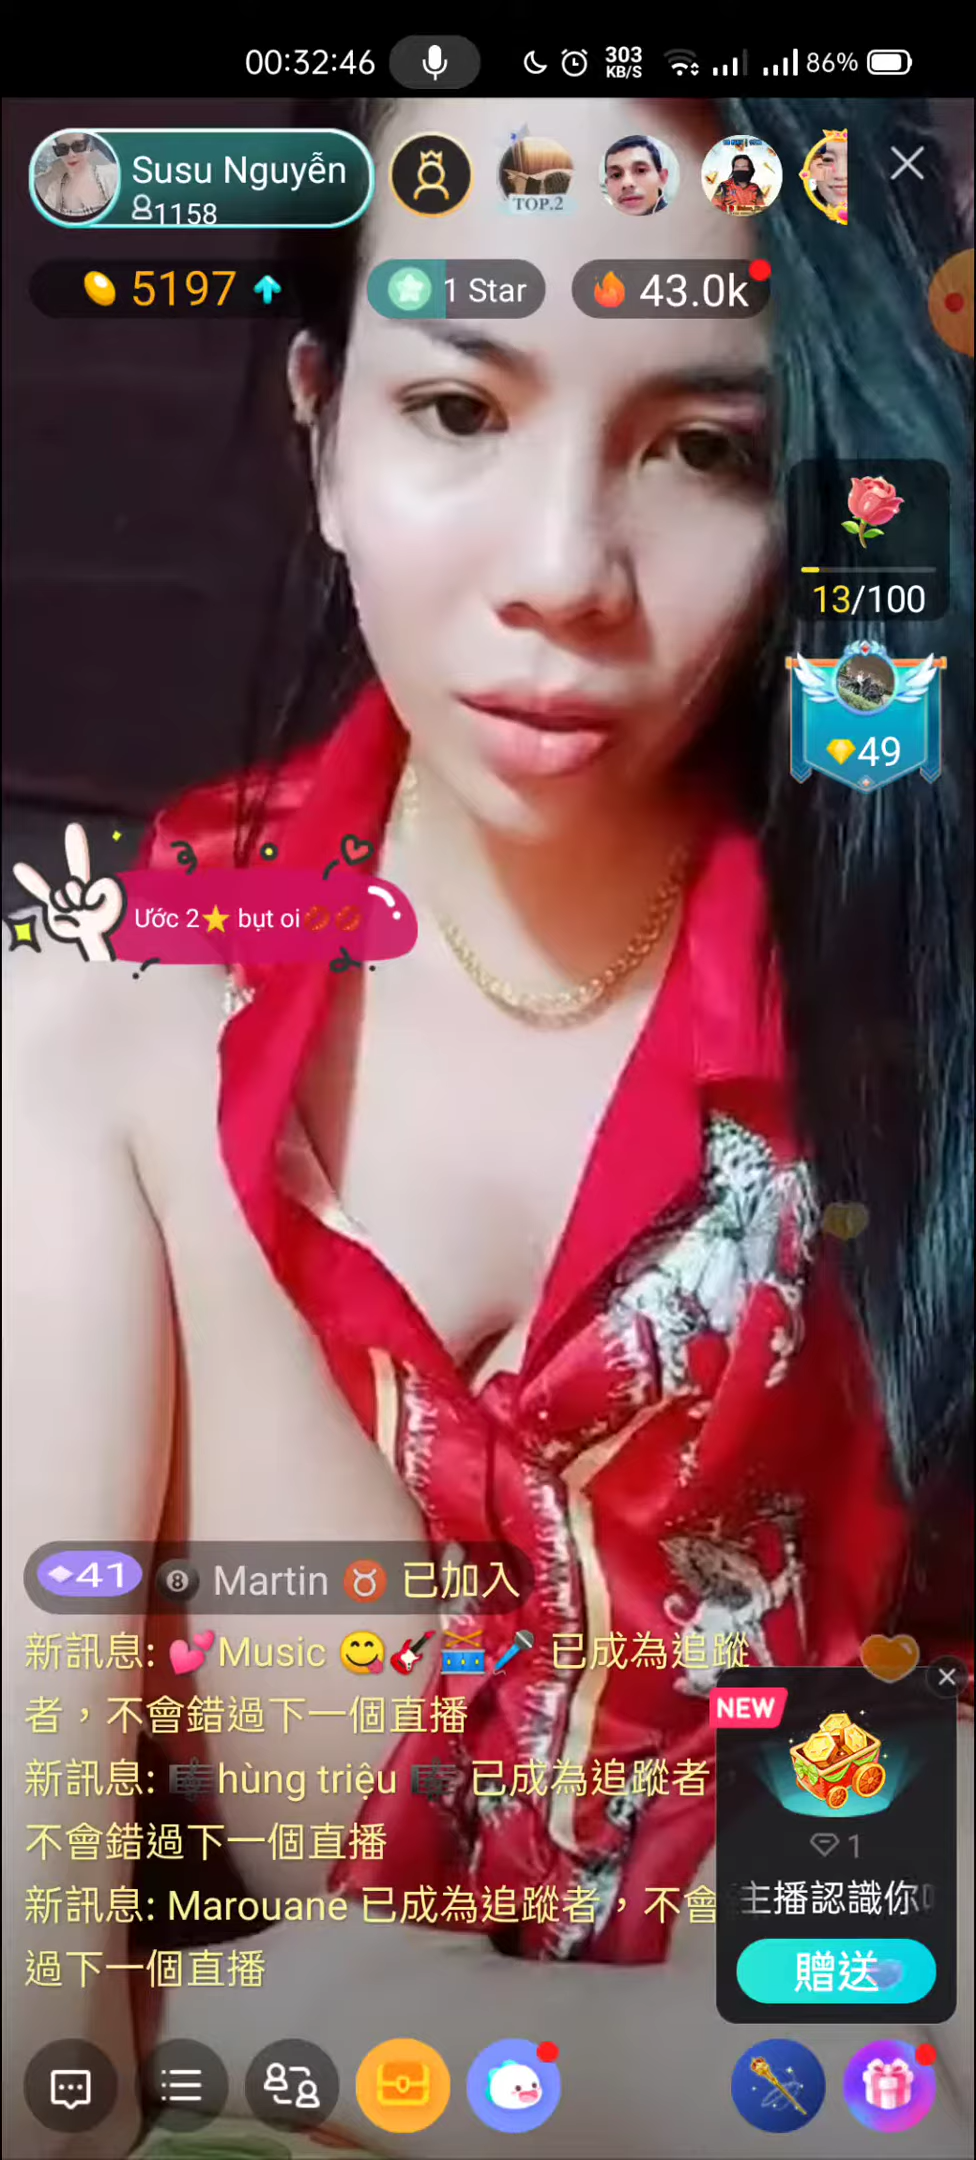 00:32:46
303
KB/S
86%
Susu Nguyễn
1158
TOP.2
5197
1 Star
43.0k
13/100
49
Ước 2⭐ bụt oi💋💋
41 8 Martin ♉ 已加入
新訊息: 💕Music 😋🎸🥁🎤 已成為追蹤
者，不會錯過下一個直播
新訊息: 🎼hùng triệu 🎼 已成為追蹤者
不會錯過下一個直播
新訊息: Marouane 已成為追蹤者，不會
過下一個直播
NEW
1
主播認識你
贈送